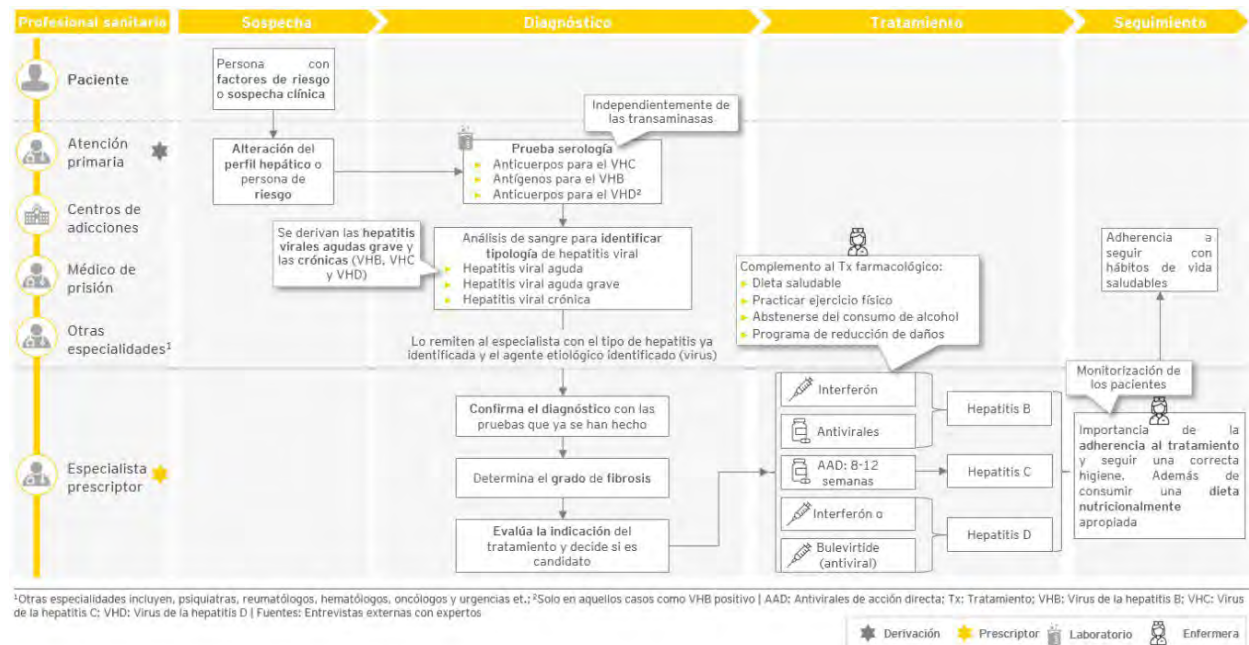 Profesional sanitario
Sospecha
Diagnóstico
Tratamiento
Seguimiento
Paciente
Persona con
factores de riesgo
o sospecha clínica
Independientemente de
las transaminasas
Atención
primaria
Alteración del
perfil hepático o
persona de
riesgo
Prueba serología
Anticuerpos para el VHC
Antígenos para el VHB
Anticuerpos para el VHD²
Centros de
adicciones
Se derivan las hepatitis
virales agudas grave y
las crónicas (VHB, VHC
y VHD)
Análisis de sangre para identificar
tipología de hepatitis viral
Hepatitis viral aguda
Hepatitis viral aguda grave
Hepatitis viral crónica
Complemento al Tx farmacológico:
Dieta saludable
Practicar ejercicio físico
Abstenerse del consumo de alcohol
Programa de reducción de daños
Adherencia a
seguir con
hábitos de vida
saludables
Médico de
prisión
Otras
especialidades¹
Lo remiten al especialista con el tipo de hepatitis ya
identificada y el agente etiológico identificado (virus)
Monitorización de
los pacientes
Especialista
prescriptor
Confirma el diagnóstico con las
pruebas que ya se han hecho
Determina el grado de fibrosis
Evalúa la indicación del
tratamiento y decide si es
candidato
Interferón
Antivirales
Hepatitis B
AAD: 8-12
semanas
Hepatitis C
Interferón α
Bulevirtide
(antiviral)
Hepatitis D
Importancia de la
adherencia al tratamiento
y seguir una correcta
higiene. Además de
consumir una dieta
nutricionalmente
apropiada
¹Otras especialidades incluyen, psiquiatras, reumatólogos, hematólogos, oncólogos y urgencias et.; ²Solo en aquellos casos como VHB positivo | AAD: Antivirales de acción directa; Tx: Tratamiento; VHB: Virus de la hepatitis B; VHC: Virus
de la hepatitis C; VHD: Virus de la hepatitis D | Fuentes: Entrevistas externas con expertos
Derivación
Prescriptor
Laboratorio
Enfermera